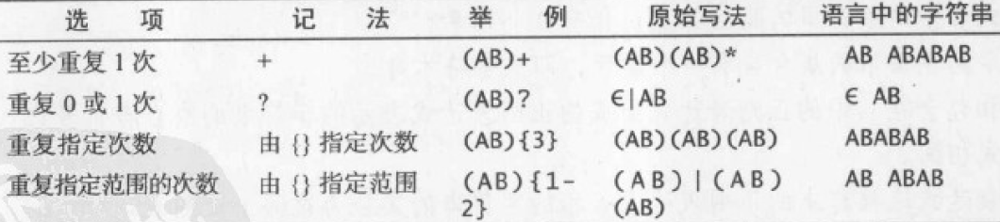 选 项 记 法 举 例 原始写法 语言中的字符串
至少重复 1 次 + (AB)+ (AB)(AB)* AB ABABAB
重复 0 或 1 次 ? (AB)? ϵ|AB ϵ AB
重复指定次数 由 {} 指定次数 (AB){3} (AB)(AB)(AB) ABABAB
重复指定范围的次数 由 {} 指定范围 (AB){1- (AB)|(AB) AB ABAB
2} (AB)